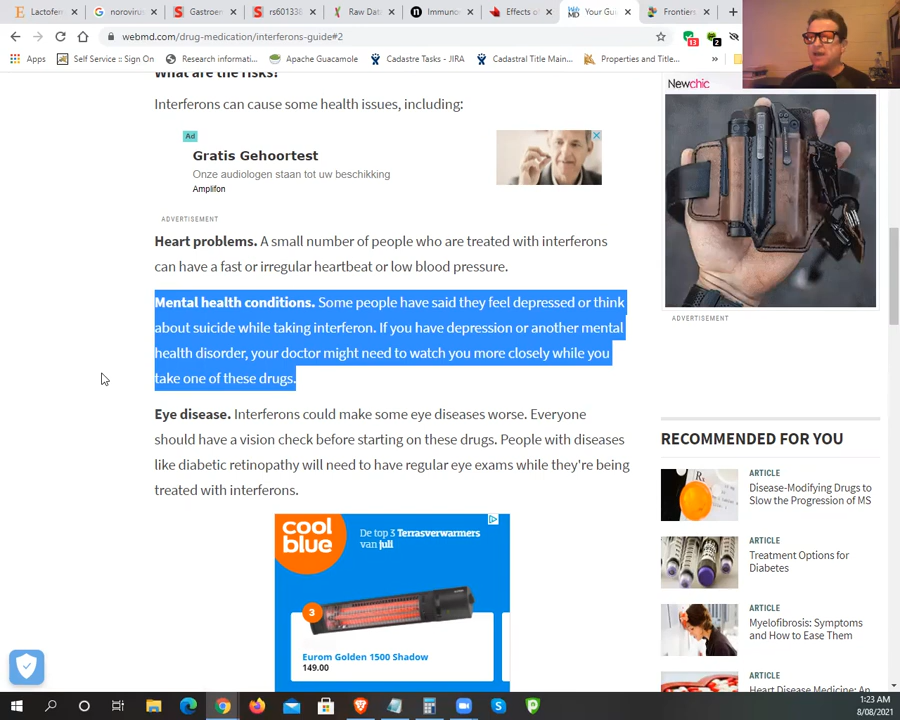 Lactofer
norovirus
Gastroen
rs601338
Raw Data
Immuno
Effects of
Your Gui
Frontiers
webmd.com/drug-medication/interferons-guide#2
13
2
Apps
Self Service :: Sign On
Research informati...
Apache Guacamole
Cadastre Tasks - JIRA
Cadastral Title Main...
Properties and Title...
»
What are the risks?
Interferons can cause some health issues, including:
Ad
Gratis Gehoortest
Onze audiologen staan tot uw beschikking
Amplifon
ADVERTISEMENT
Heart problems. A small number of people who are treated with interferons
can have a fast or irregular heartbeat or low blood pressure.
Mental health conditions. Some people have said they feel depressed or think
about suicide while taking interferon. If you have depression or another mental
health disorder, your doctor might need to watch you more closely while you
take one of these drugs.
Eye disease. Interferons could make some eye diseases worse. Everyone
should have a vision check before starting on these drugs. People with diseases
like diabetic retinopathy will need to have regular eye exams while they're being
treated with interferons.
cool
blue
De top 3 Terrasverwarmers
van juli
3
Eurom Golden 1500 Shadow
149.00
Newchic
ADVERTISEMENT
RECOMMENDED FOR YOU
ARTICLE
Disease-Modifying Drugs to
Slow the Progression of MS
ARTICLE
Treatment Options for
Diabetes
ARTICLE
Myelofibrosis: Symptoms
and How to Ease Them
ARTICLE
Heart Disease Medicine: An
1:23 AM
8/08/2021